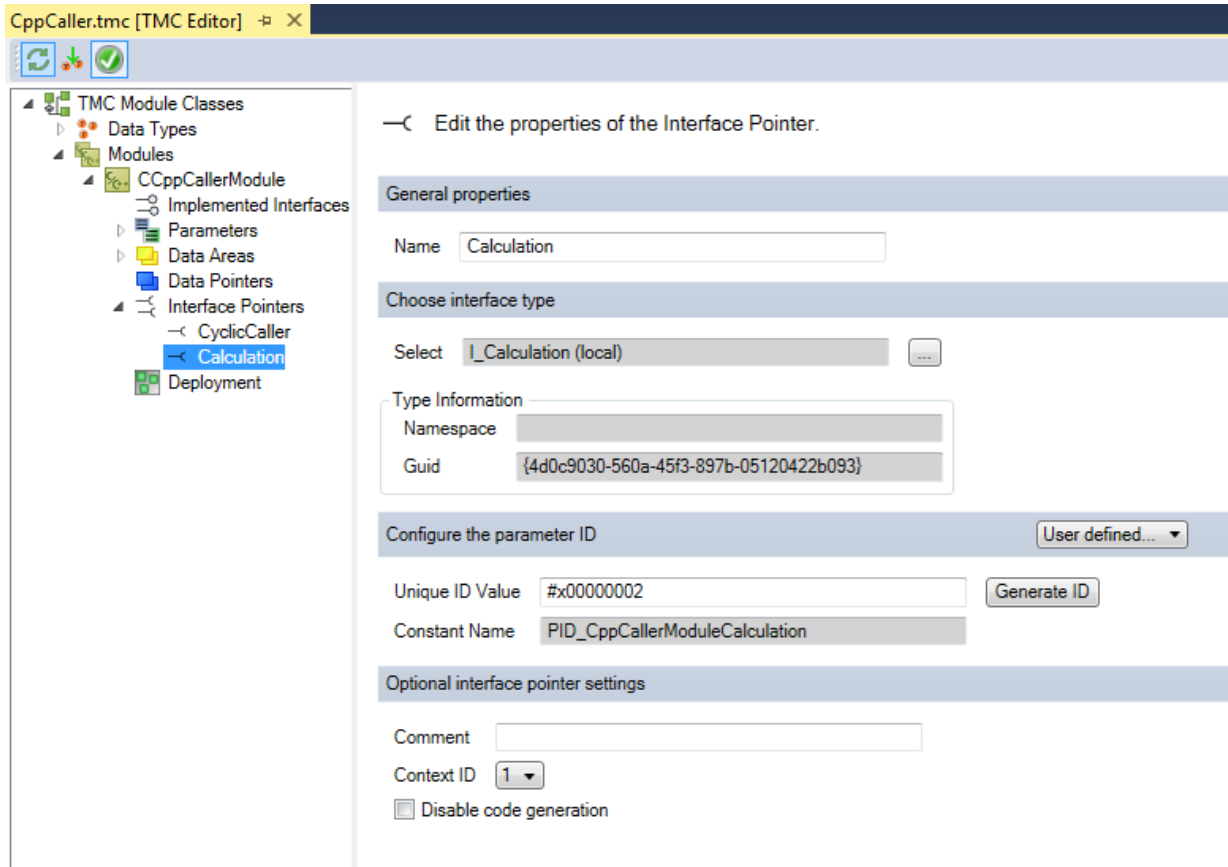 CppCaller.tmc [TMC Editor]
TMC Module Classes
Data Types
Modules
CCppCallerModule
Implemented Interfaces
Parameters
Data Areas
Data Pointers
Interface Pointers
CyclicCaller
Calculation
Deployment
Edit the properties of the Interface Pointer.
General properties
Name Calculation
Choose interface type
Select I_Calculation (local) ...
Type Information
Namespace
Guid {4d0c9030-560a-45f3-897b-05120422b093}
Configure the parameter ID User defined...
Unique ID Value #x00000002 Generate ID
Constant Name PID_CppCallerModuleCalculation
Optional interface pointer settings
Comment
Context ID 1
Disable code generation